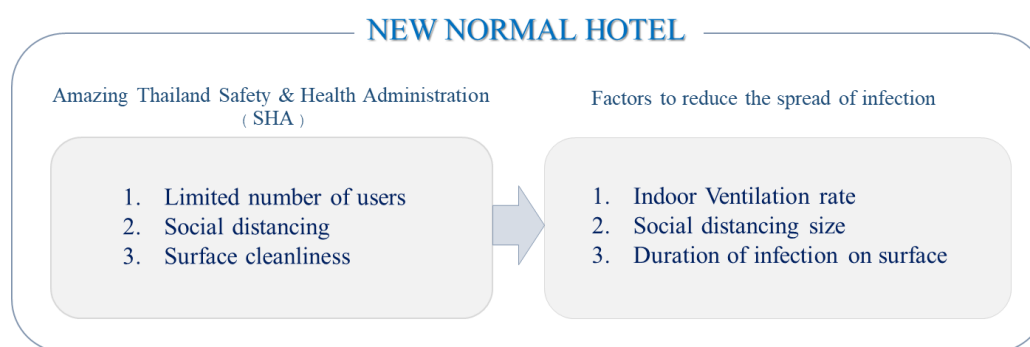 NEW NORMAL HOTEL
Amazing Thailand Safety & Health Administration
( SHA )
1. Limited number of users
2. Social distancing
3. Surface cleanliness
Factors to reduce the spread of infection
1. Indoor Ventilation rate
2. Social distancing size
3. Duration of infection on surface